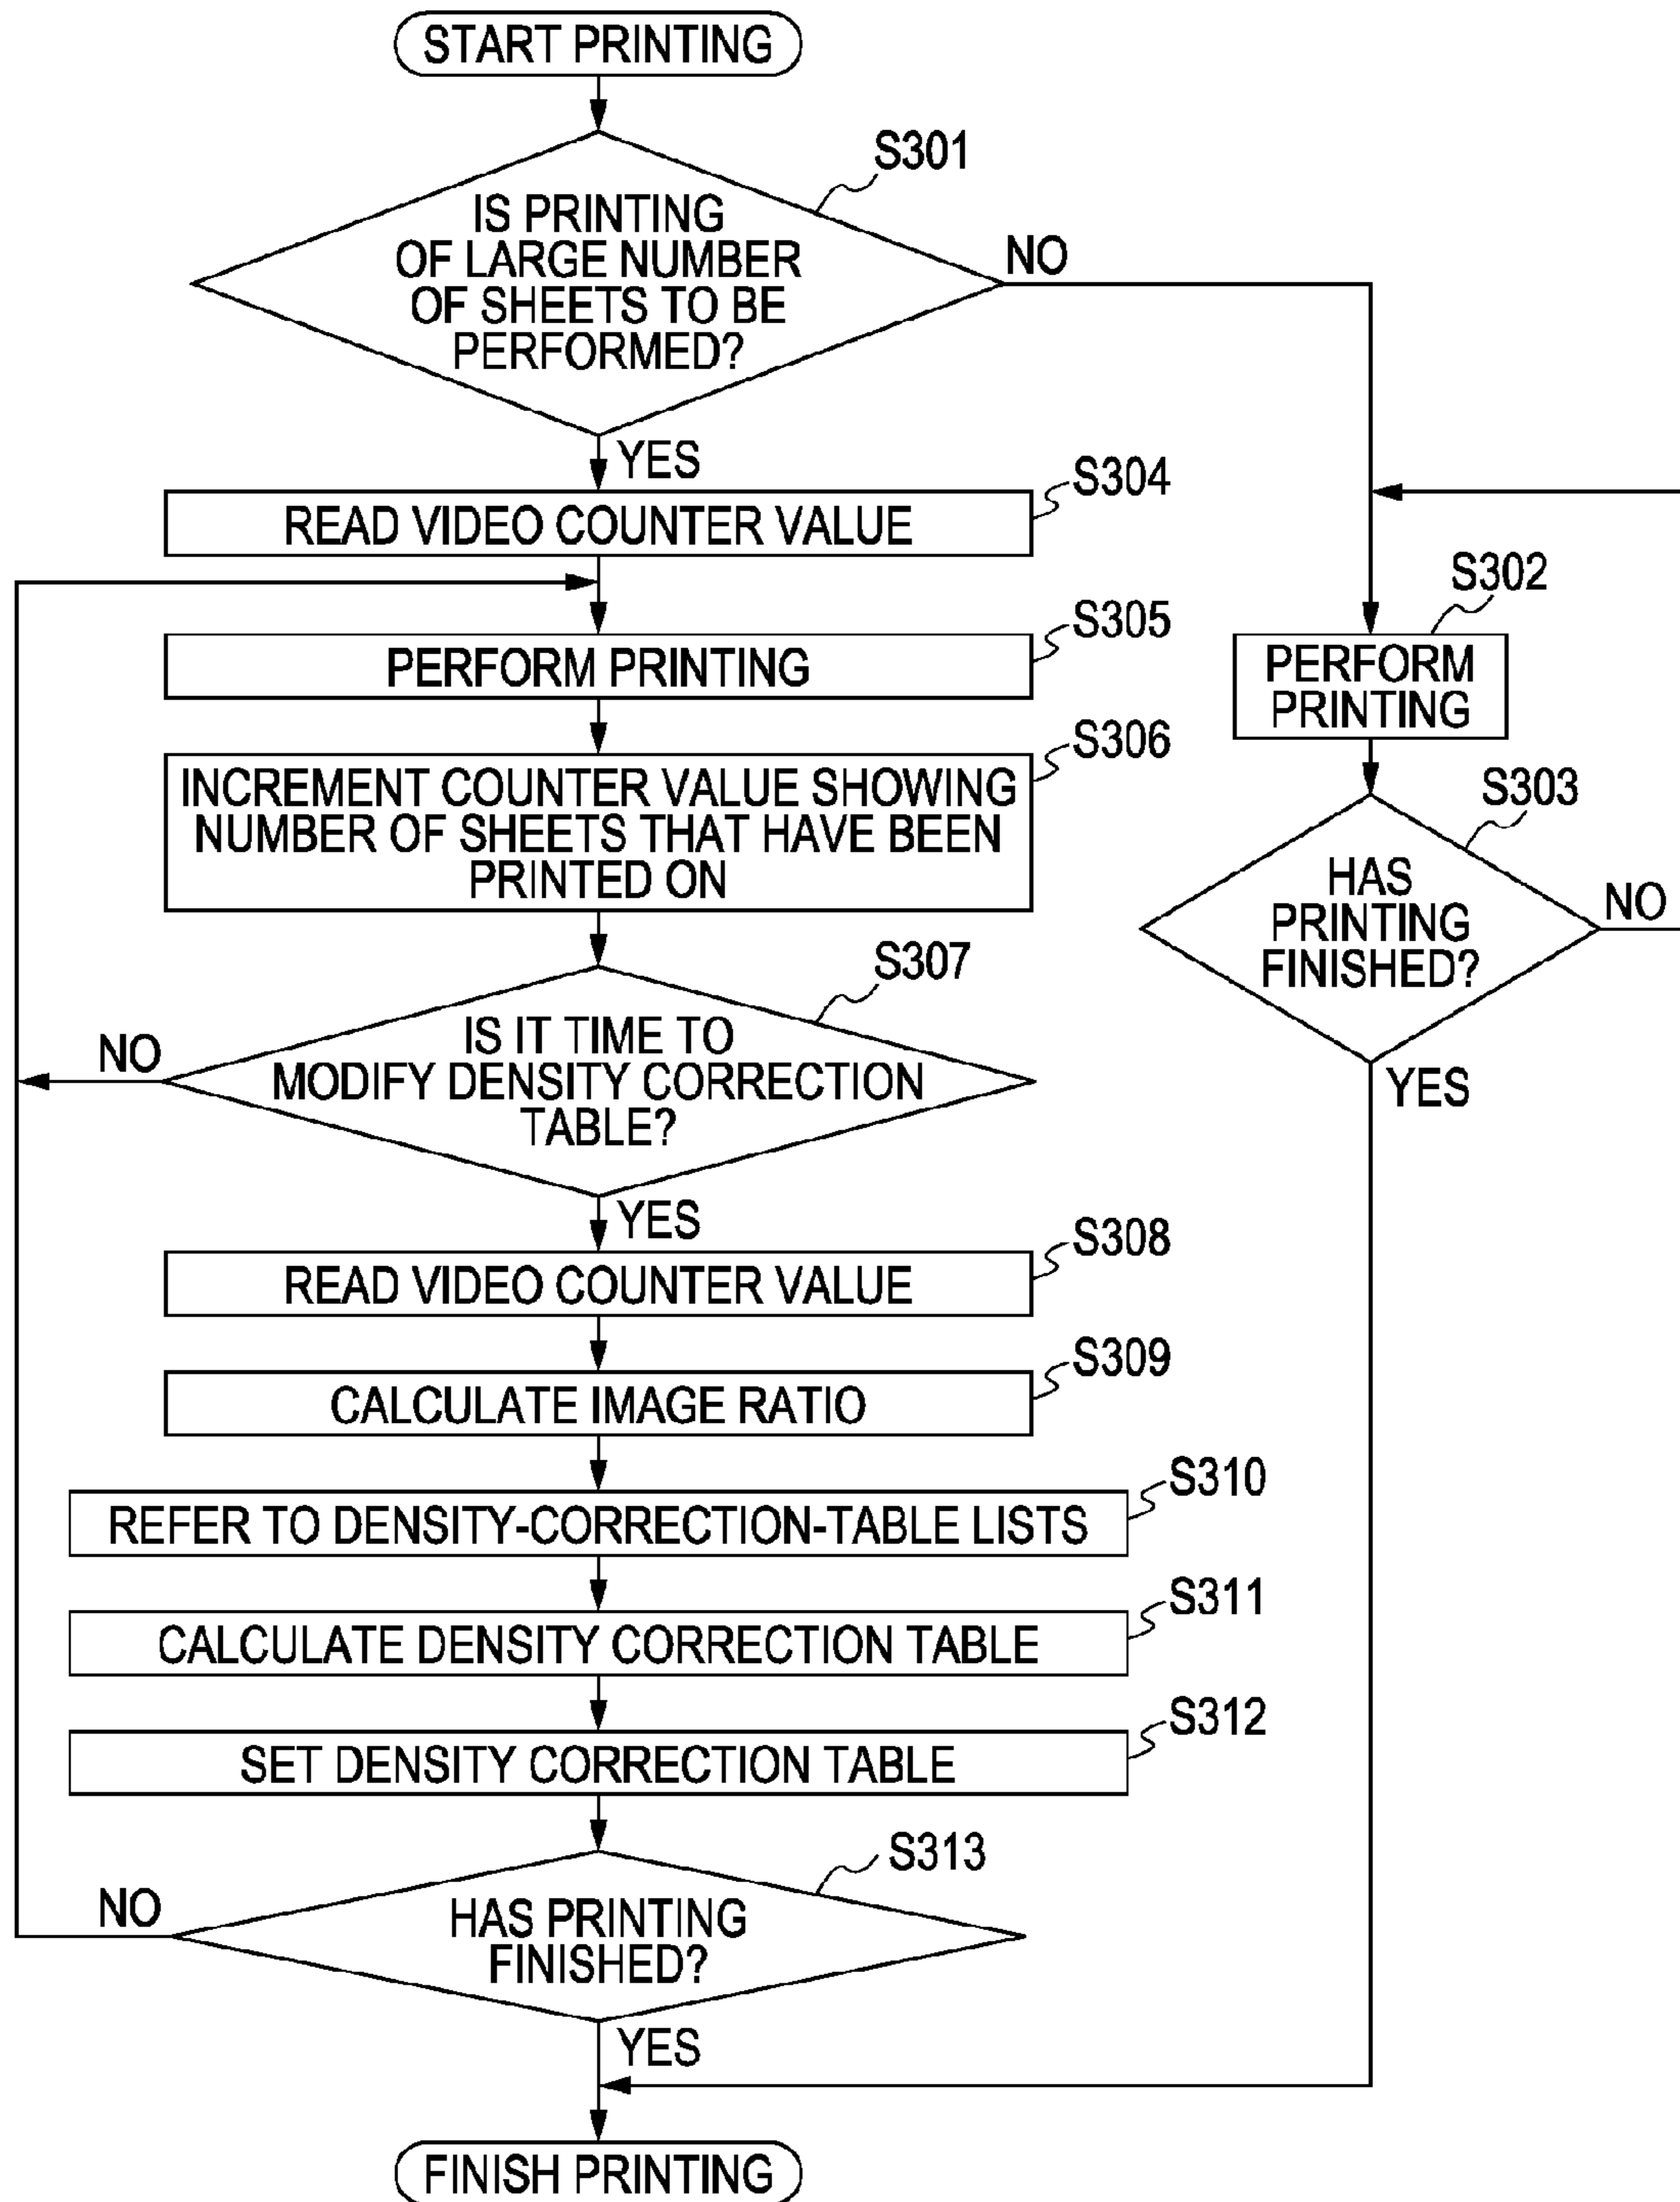 START PRINTING
S301
IS PRINTING
OF LARGE NUMBER
OF SHEETS TO BE
PERFORMED?
NO
YES
S304
READ VIDEO COUNTER VALUE
S305
PERFORM PRINTING
S302
PERFORM
PRINTING
S306
INCREMENT COUNTER VALUE SHOWING
NUMBER OF SHEETS THAT HAVE BEEN
PRINTED ON
S303
HAS
PRINTING
FINISHED?
NO
YES
S307
IS IT TIME TO
MODIFY DENSITY CORRECTION
TABLE?
NO
YES
S308
READ VIDEO COUNTER VALUE
S309
CALCULATE IMAGE RATIO
S310
REFER TO DENSITY-CORRECTION-TABLE LISTS
S311
CALCULATE DENSITY CORRECTION TABLE
S312
SET DENSITY CORRECTION TABLE
S313
HAS PRINTING
FINISHED?
NO
YES
FINISH PRINTING